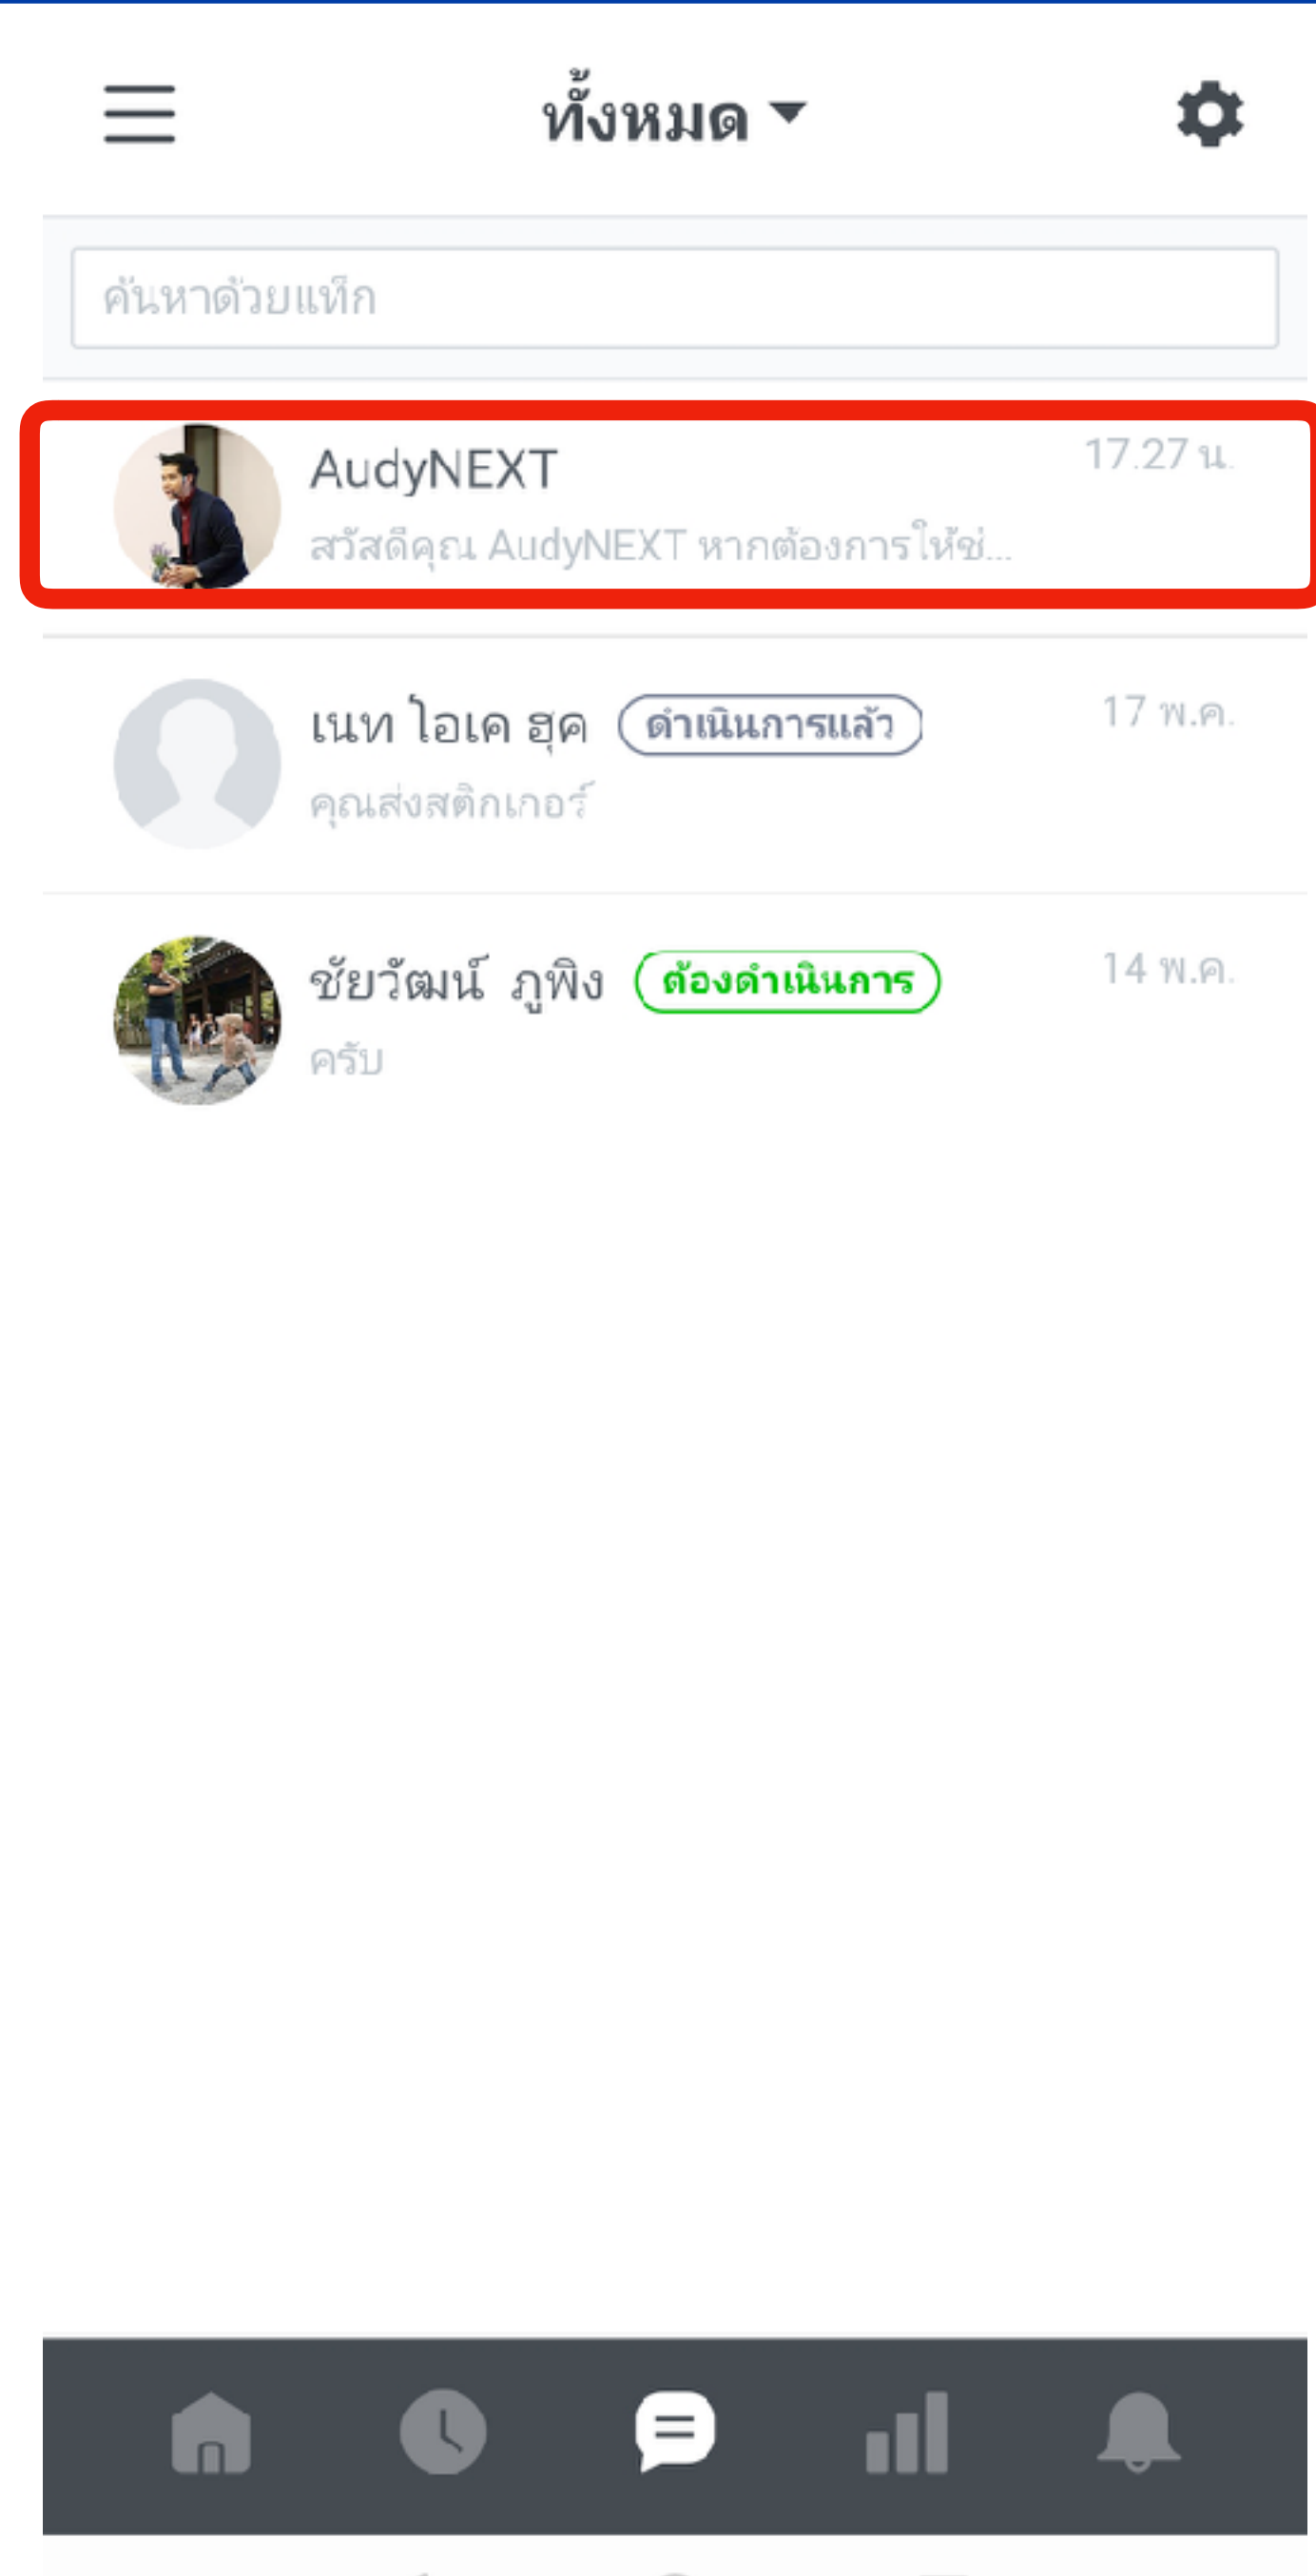 ทั้งหมด
ค้นหาด้วยแท็ก
AudyNEXT 17.27 น.
สวัสดีคุณ AudyNEXT หากต้องการให้ช่...
เนท โอเค ฮุค ดำเนินการแล้ว 17 พ.ค.
คุณส่งสติกเกอร์
ชัยวัฒน์ ภูพิง ต้องดำเนินการ 14 พ.ค.
ครับ